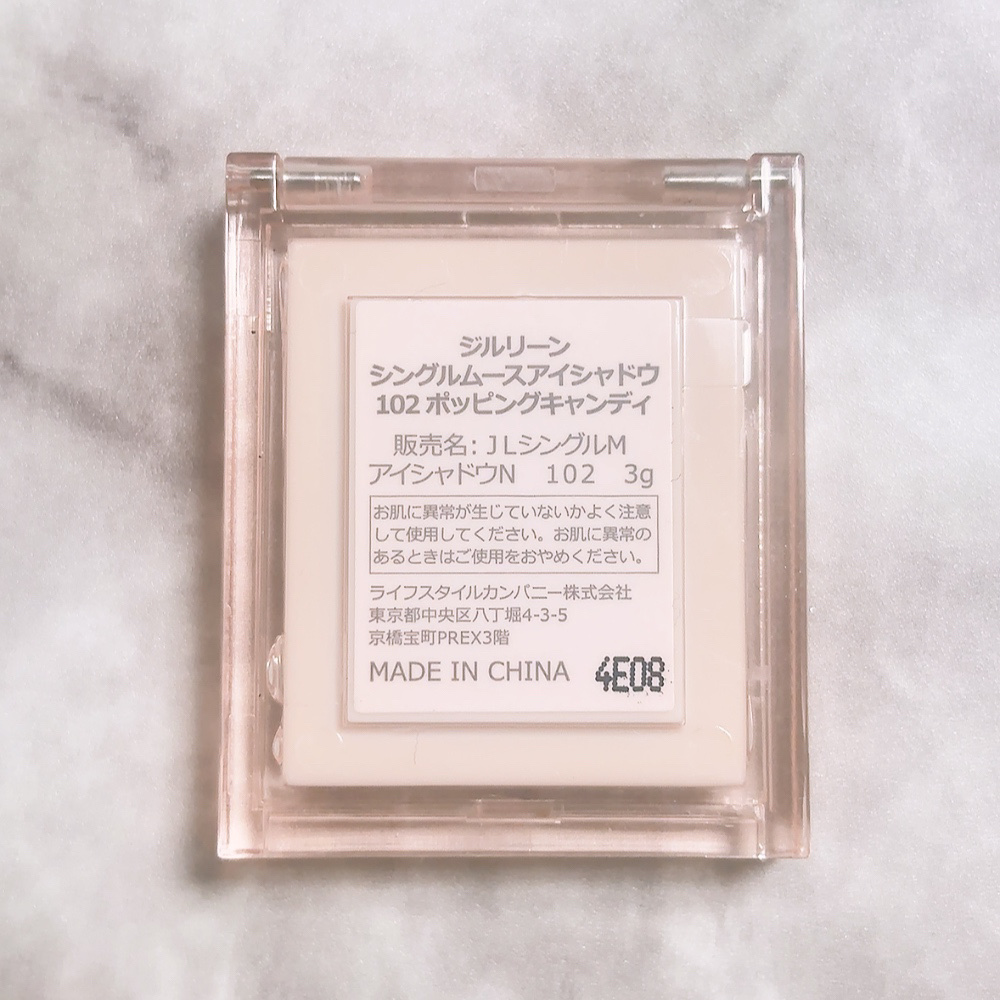 ジルリーン
シングルムースアイシャドウ
102 ポッピングキャンディ
販売名: JLシングルM
アイシャドウN 102 3g
お肌に異常が生じていないかよく注意
して使用してください。お肌に異常の
あるときはご使用をおやめください。
ライフスタイルカンパニー株式会社
東京都中央区八丁堀4-3-5
京橋宝町PREX3階
MADE IN CHINA 4E08